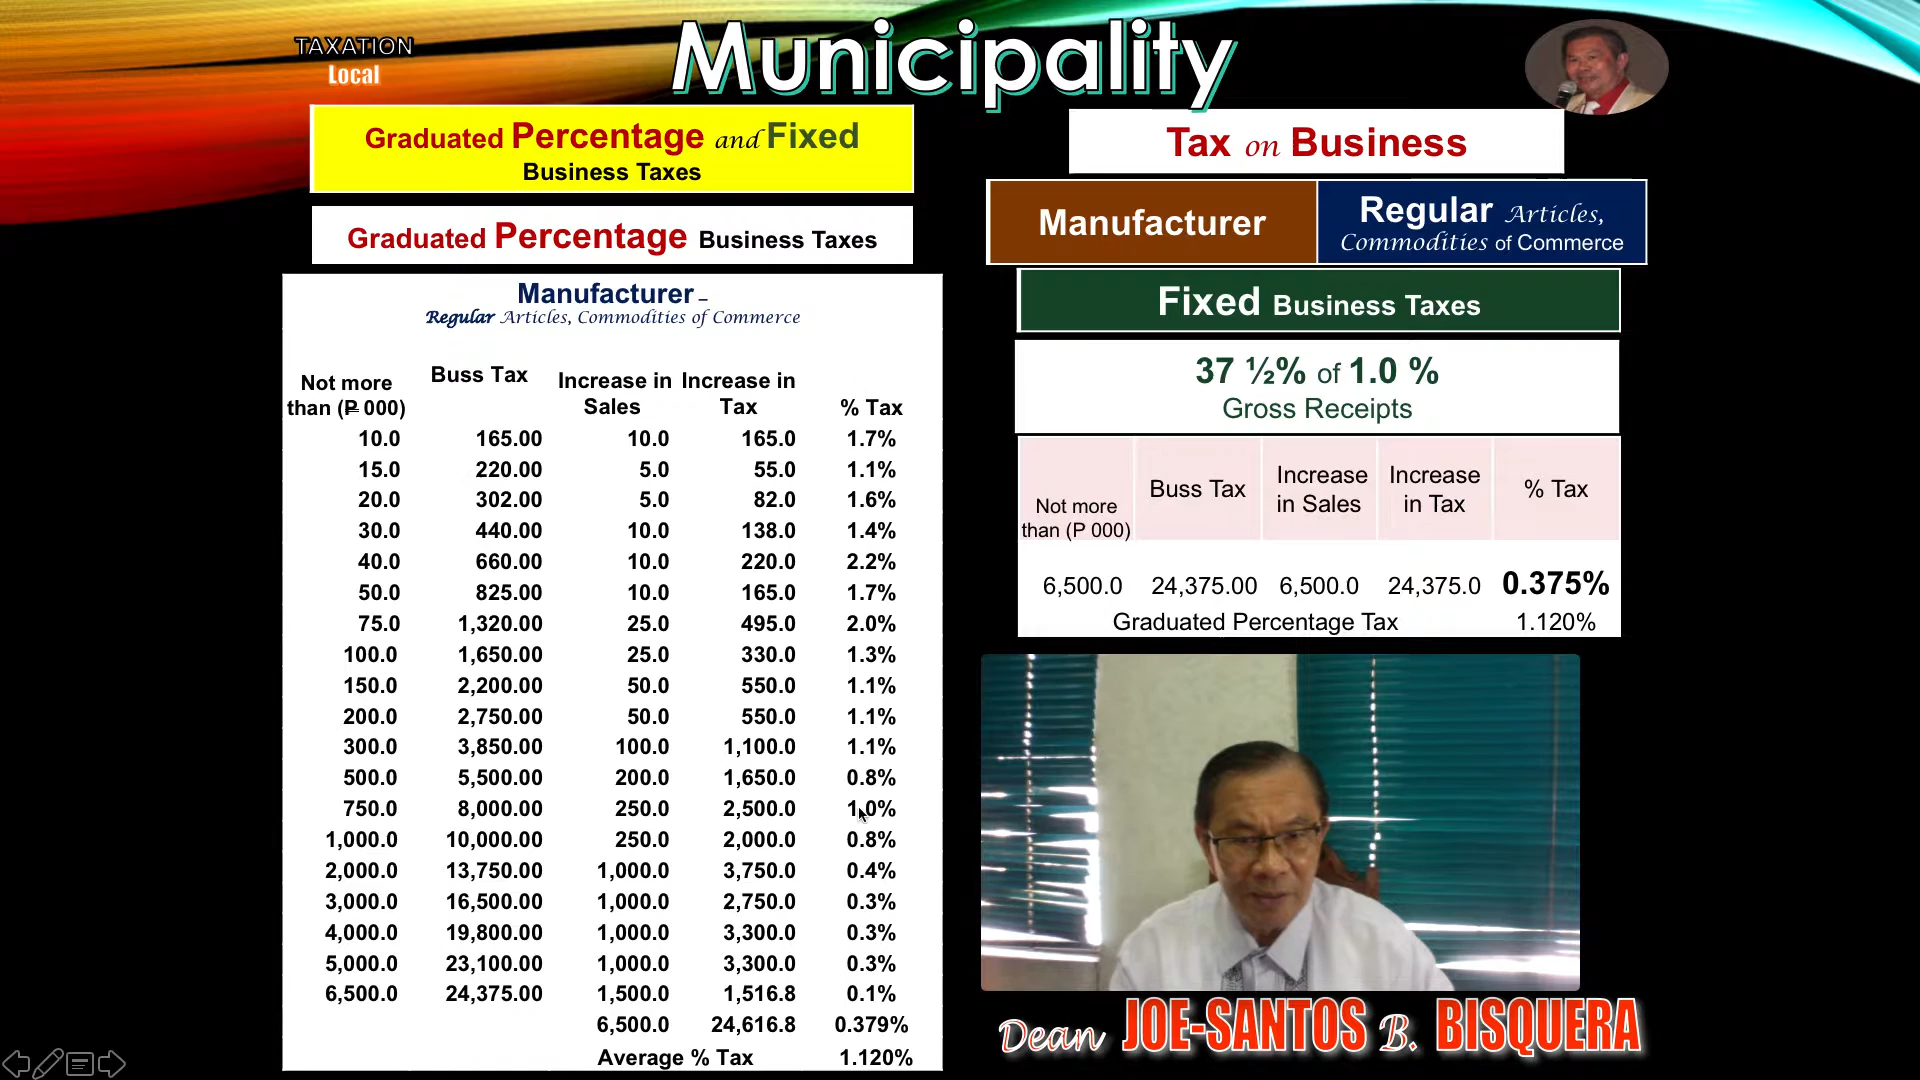 TAXATION
Local
Municipality
Graduated Percentage and Fixed
Business Taxes
Graduated Percentage Business Taxes
Manufacturer –
Regular Articles, Commodities of Commerce
Not more than (₱ 000) Buss Tax Increase in Sales Increase in Tax % Tax
10.0 165.00 10.0 165.0 1.7%
15.0 220.00 5.0 55.0 1.1%
20.0 302.00 5.0 82.0 1.6%
30.0 440.00 10.0 138.0 1.4%
40.0 660.00 10.0 220.0 2.2%
50.0 825.00 10.0 165.0 1.7%
75.0 1,320.00 25.0 495.0 2.0%
100.0 1,650.00 25.0 330.0 1.3%
150.0 2,200.00 50.0 550.0 1.1%
200.0 2,750.00 50.0 550.0 1.1%
300.0 3,850.00 100.0 1,100.0 1.1%
500.0 5,500.00 200.0 1,650.0 0.8%
750.0 8,000.00 250.0 2,500.0 1.0%
1,000.0 10,000.00 250.0 2,000.0 0.8%
2,000.0 13,750.00 1,000.0 3,750.0 0.4%
3,000.0 16,500.00 1,000.0 2,750.0 0.3%
4,000.0 19,800.00 1,000.0 3,300.0 0.3%
5,000.0 23,100.00 1,000.0 3,300.0 0.3%
6,500.0 24,375.00 1,500.0 1,516.8 0.1%
6,500.0 24,616.8 0.379%
Average % Tax 1.120%
Tax on Business
Manufacturer
Regular Articles,
Commodities of Commerce
Fixed Business Taxes
37 ½% of 1.0 %
Gross Receipts
Not more than (P 000) Buss Tax Increase in Sales Increase in Tax % Tax
6,500.0 24,375.00 6,500.0 24,375.0 0.375%
Graduated Percentage Tax 1.120%
Dean JOE-SANTOS B. BISQUERA